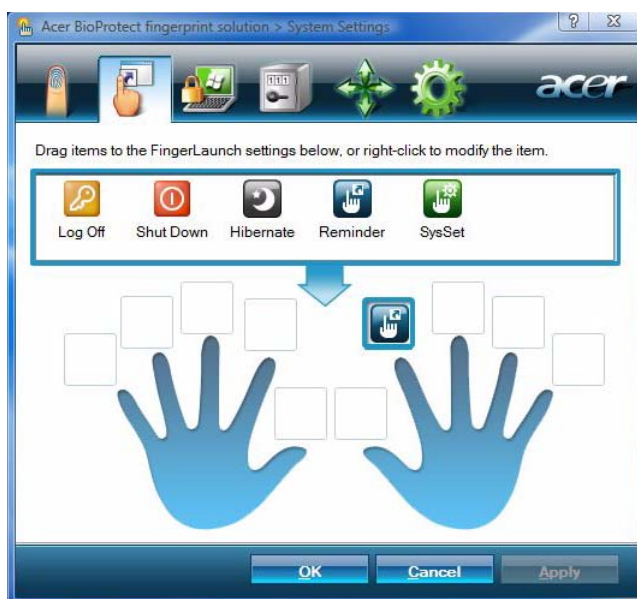 Acer BioProtect fingerprint solution > System Settings
acer
Drag items to the FingerLaunch settings below, or right-click to modify the item.
Log Off Shut Down Hibernate Reminder SysSet
OK Cancel Apply